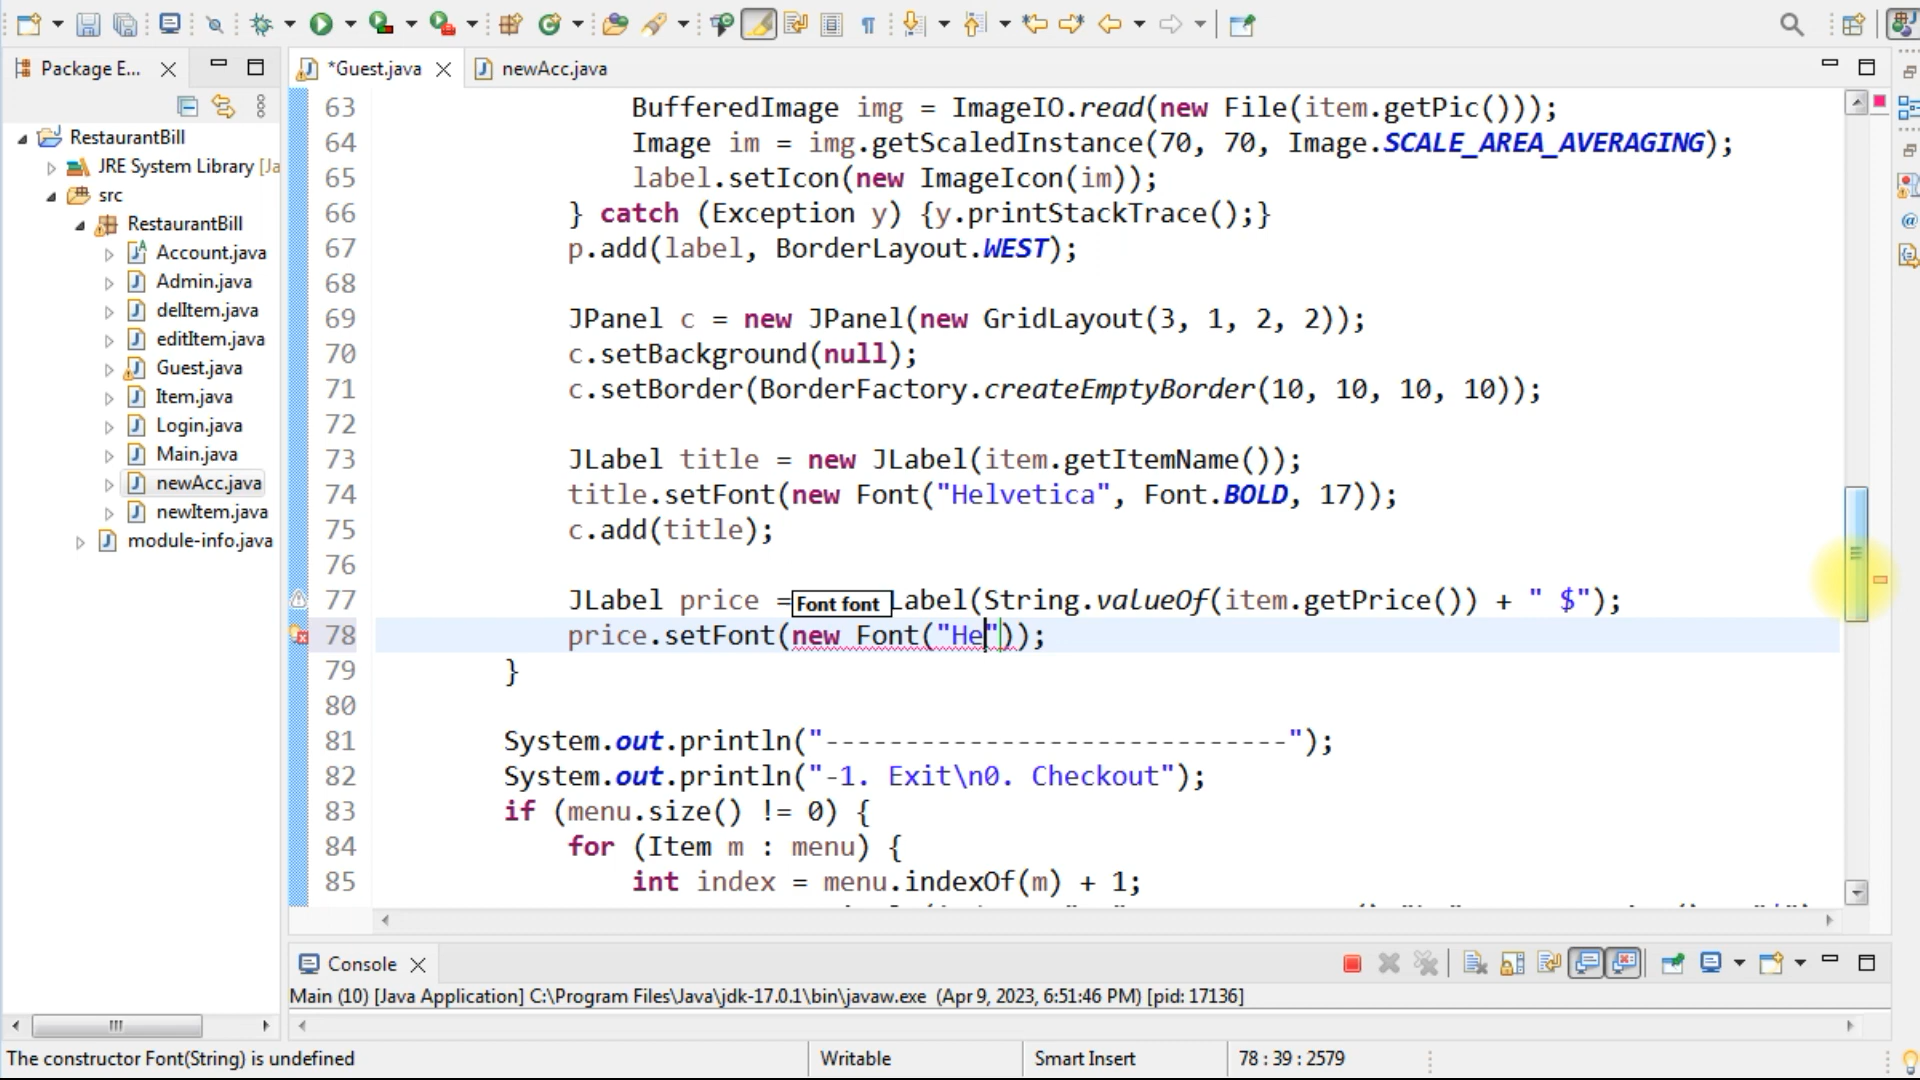 Package E...
*Guest.java
newAcc.java
RestaurantBill
JRE System Library [Ja
src
RestaurantBill
Account.java
Admin.java
delItem.java
editItem.java
Guest.java
Item.java
Login.java
Main.java
newAcc.java
newItem.java
module-info.java
63 BufferedImage img = ImageIO.read(new File(item.getPic()));
64 Image im = img.getScaledInstance(70, 70, Image.SCALE_AREA_AVERAGING);
65 label.setIcon(new ImageIcon(im));
66 } catch (Exception y) {y.printStackTrace();}
67 p.add(label, BorderLayout.WEST);
68
69 JPanel c = new JPanel(new GridLayout(3, 1, 2, 2));
70 c.setBackground(null);
71 c.setBorder(BorderFactory.createEmptyBorder(10, 10, 10, 10));
72
73 JLabel title = new JLabel(item.getItemName());
74 title.setFont(new Font("Helvetica", Font.BOLD, 17));
75 c.add(title);
76
77 JLabel price = Label(String.valueOf(item.getPrice()) + " $");
Font font
78 price.setFont(new Font("He"));
79 }
80
81 System.out.println("-----------------------------");
82 System.out.println("-1. Exit\n0. Checkout");
83 if (menu.size() != 0) {
84 for (Item m : menu) {
85 int index = menu.indexOf(m) + 1;
Console
Main (10) [Java Application] C:\Program Files\Java\jdk-17.0.1\bin\javaw.exe (Apr 9, 2023, 6:51:46 PM) [pid: 17136]
The constructor Font(String) is undefined
Writable
Smart Insert
78 : 39 : 2579